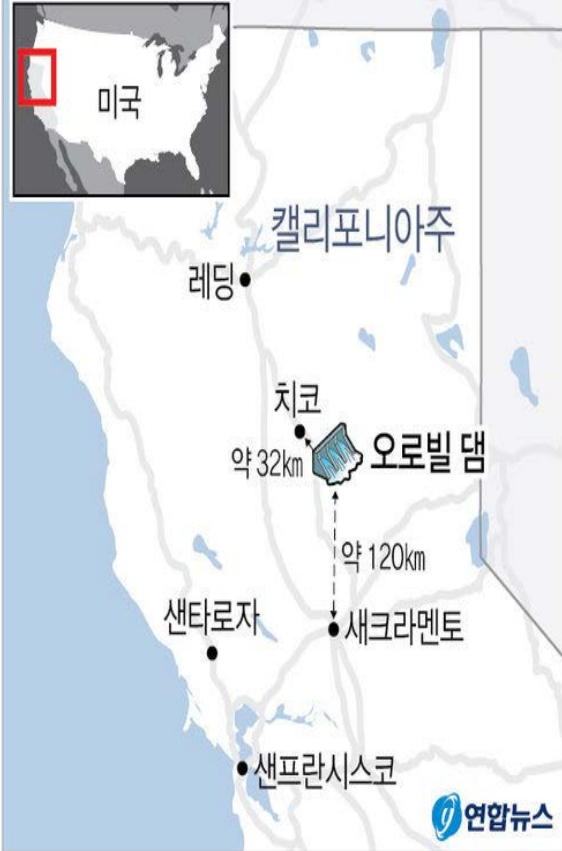 미국
캘리포니아주
레딩
치코
약 32km
오로빌 댐
약 120km
샌타로자
새크라멘토
샌프란시스코
연합뉴스